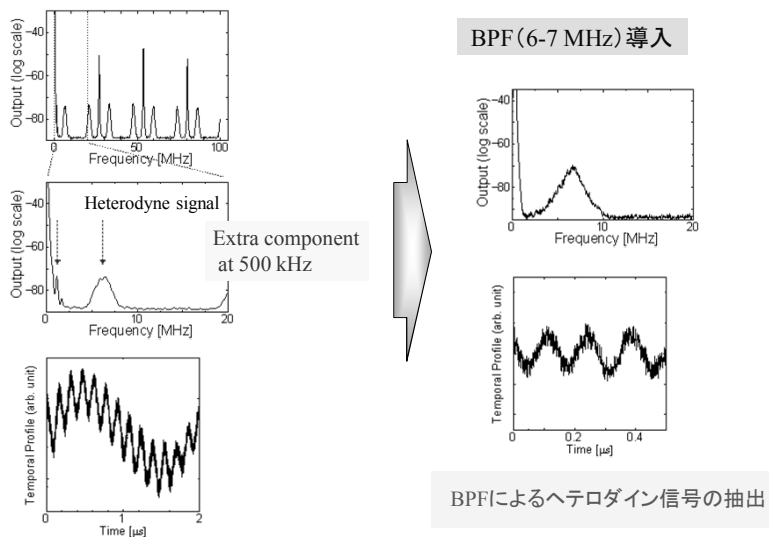 -40
-60
-80
Output (log scale)
0
50
100
Frequency [MHz]
-40
-60
-80
Output (log scale)
Heterodyne signal
0
20
Frequency [MHz]
Extra component
at 500 kHz
Temporal Profile (arb. unit)
0
1
2
Time [μs]
BPF(6-7 MHz)導入
-40
-60
-80
Output (log scale)
0
10
20
Frequency [MHz]
Temporal Profile (arb. unit)
0
0.2
0.4
Time [μs]
BPFによるヘテロダイン信号の抽出